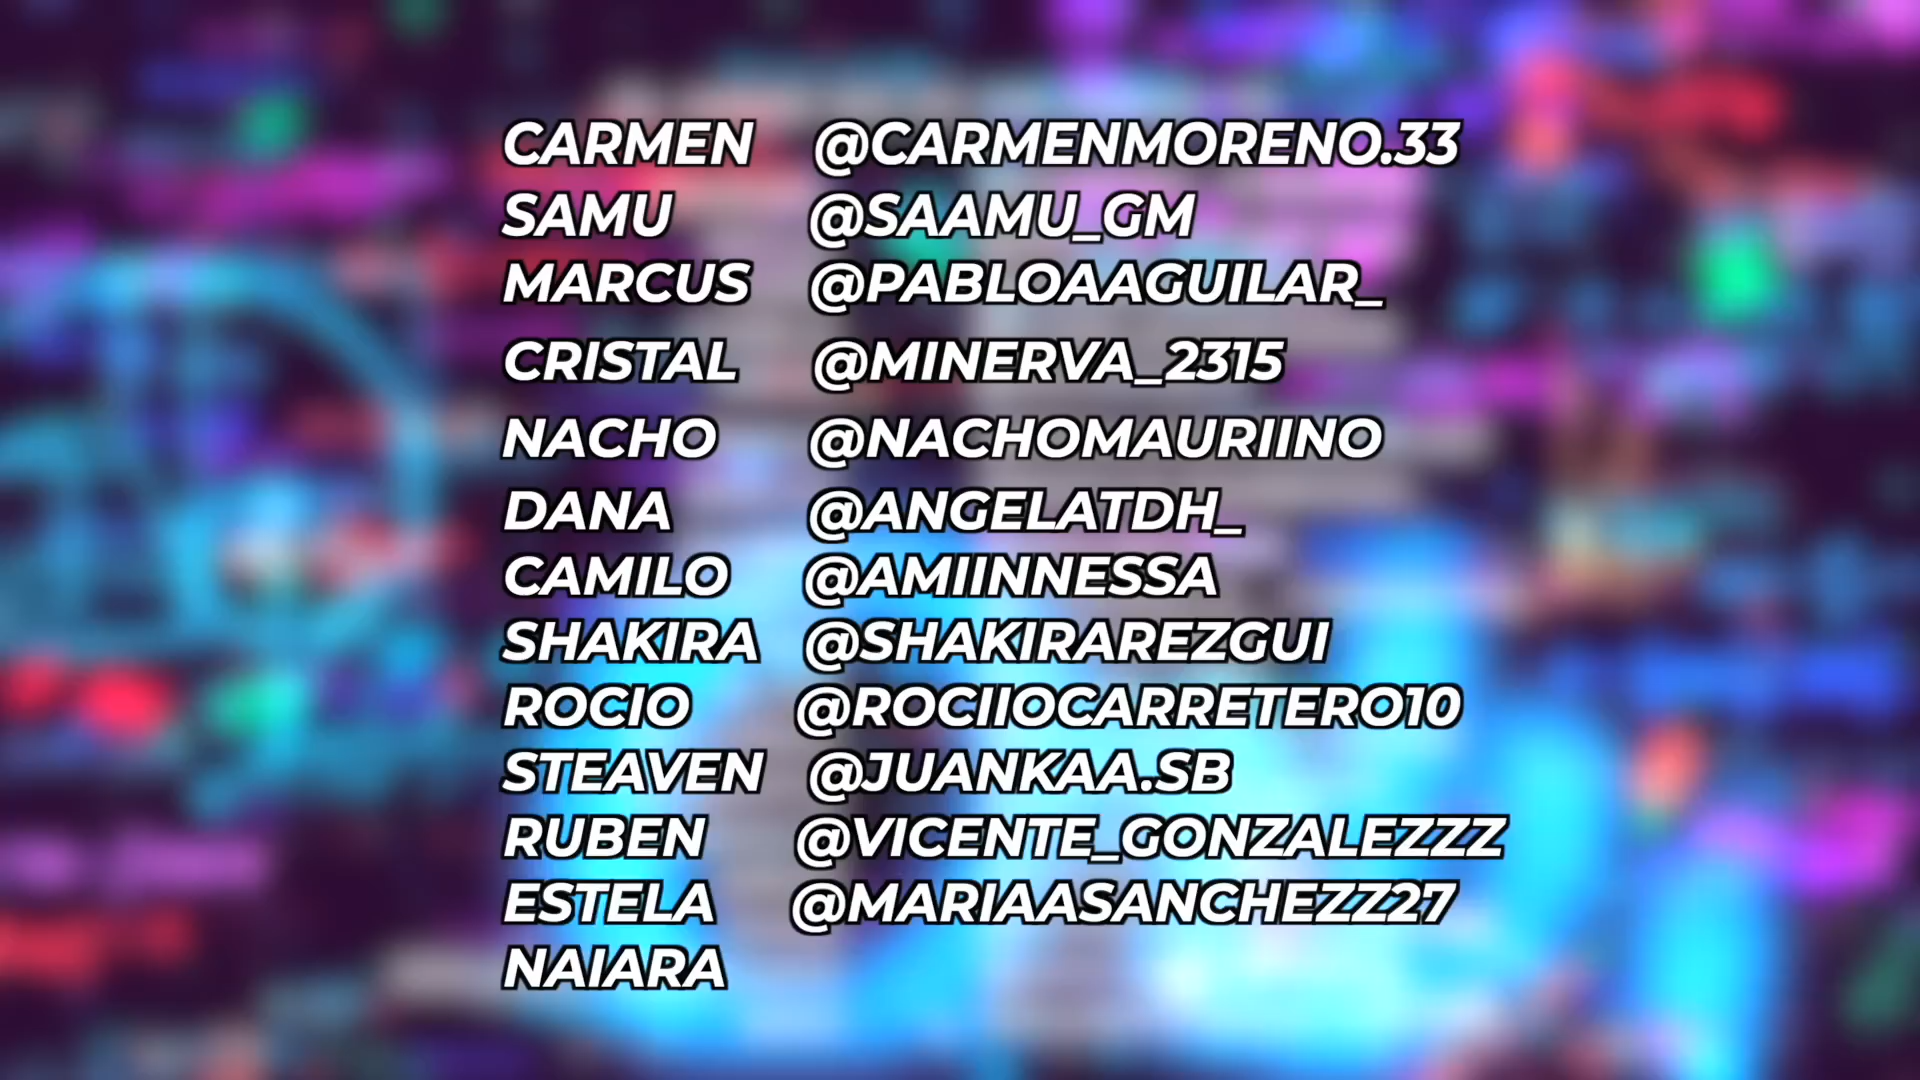 CARMEN @CARMENMORENO.33
SAMU @SAAMU_GM
MARCUS @PABLOAAGUILAR_
CRISTAL @MINERVA_2315
NACHO @NACHOMAURIINO
DANA @ANGELATDH_
CAMILO @AMIINNESSA
SHAKIRA @SHAKIRAREZGUI
ROCIO @ROCIIOCARRETERO10
STEAVEN @JUANKAA.SB
RUBEN @VICENTE_GONZALEZZZ
ESTELA @MARIAASANCHEZZ27
NAIARA